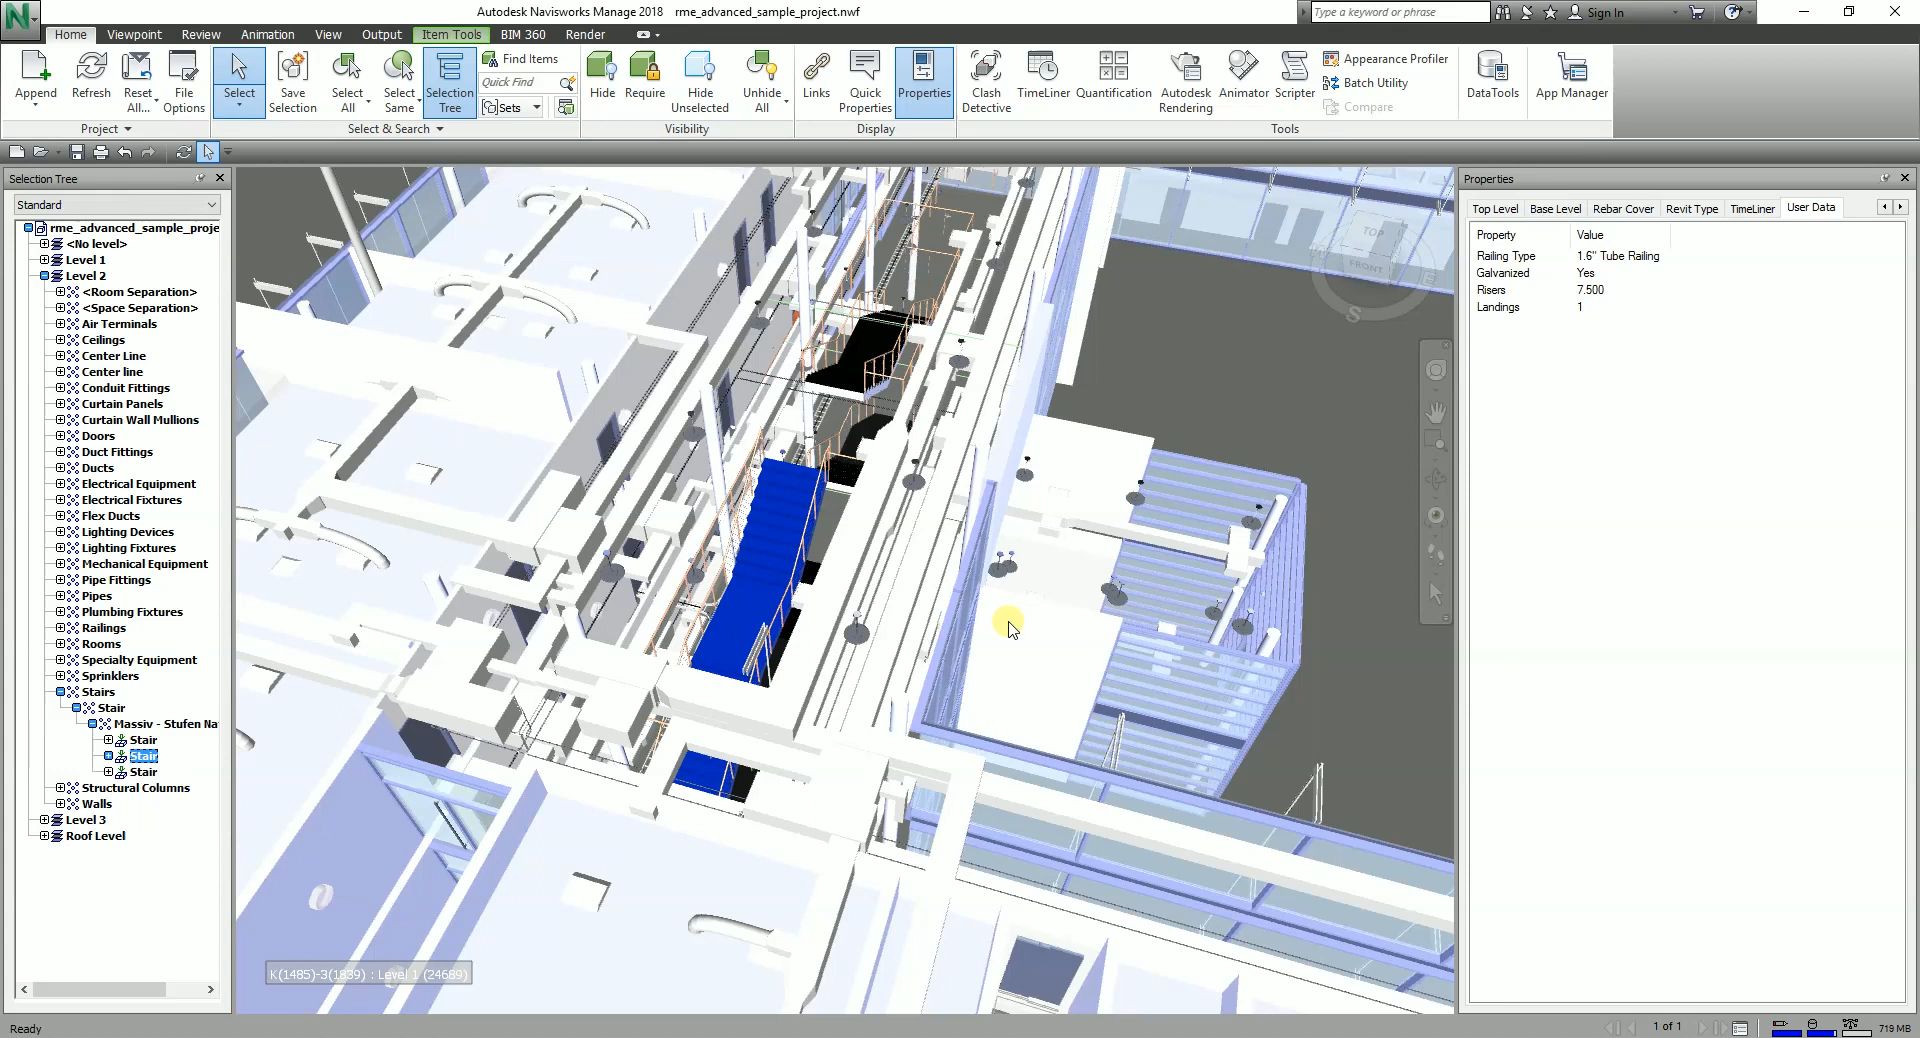 Autodesk Navisworks Manage 2018 rme_advanced_sample_project.nwf
Type a keyword or phrase
Sign In
Home Viewpoint Review Animation View Output Item Tools BIM 360 Render
Append
Refresh
Reset All...
File Options
Project
Select
Save Selection
Select All
Select Same
Selection Tree
Find Items
Quick Find
Sets
Select & Search
Hide
Require
Hide Unselected
Unhide All
Visibility
Links
Quick Properties
Properties
Display
Clash Detective
TimeLiner
Quantification
Autodesk Rendering
Animator
Scripter
Appearance Profiler
Batch Utility
Compare
Tools
DataTools
App Manager
Selection Tree
Standard
rme_advanced_sample_proje
<No level>
Level 1
Level 2
<Room Separation>
<Space Separation>
Air Terminals
Ceilings
Center Line
Center line
Conduit Fittings
Curtain Panels
Curtain Wall Mullions
Doors
Duct Fittings
Ducts
Electrical Equipment
Electrical Fixtures
Flex Ducts
Lighting Devices
Lighting Fixtures
Mechanical Equipment
Pipe Fittings
Pipes
Plumbing Fixtures
Railings
Rooms
Specialty Equipment
Sprinklers
Stairs
Stair
Massiv - Stufen Na
Stair
Stair
Stair
Structural Columns
Walls
Level 3
Roof Level
TOP
FRONT
S
E
K(1485)-3(1839) : Level 1 (24689)
Properties
Top Level Base Level Rebar Cover Revit Type TimeLiner User Data
Property Value
Railing Type 1.6" Tube Railing
Galvanized Yes
Risers 7.500
Landings 1
Ready
1 of 1
719 MB